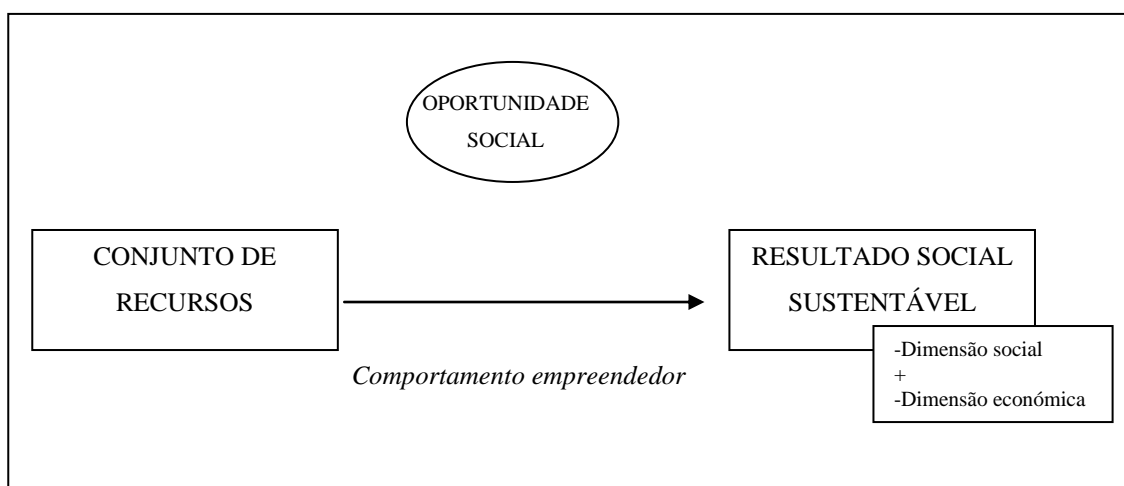 OPORTUNIDADE
SOCIAL
CONJUNTO DE
RECURSOS
RESULTADO SOCIAL
SUSTENTÁVEL
-Dimensão social
+
-Dimensão económica
Comportamento empreendedor